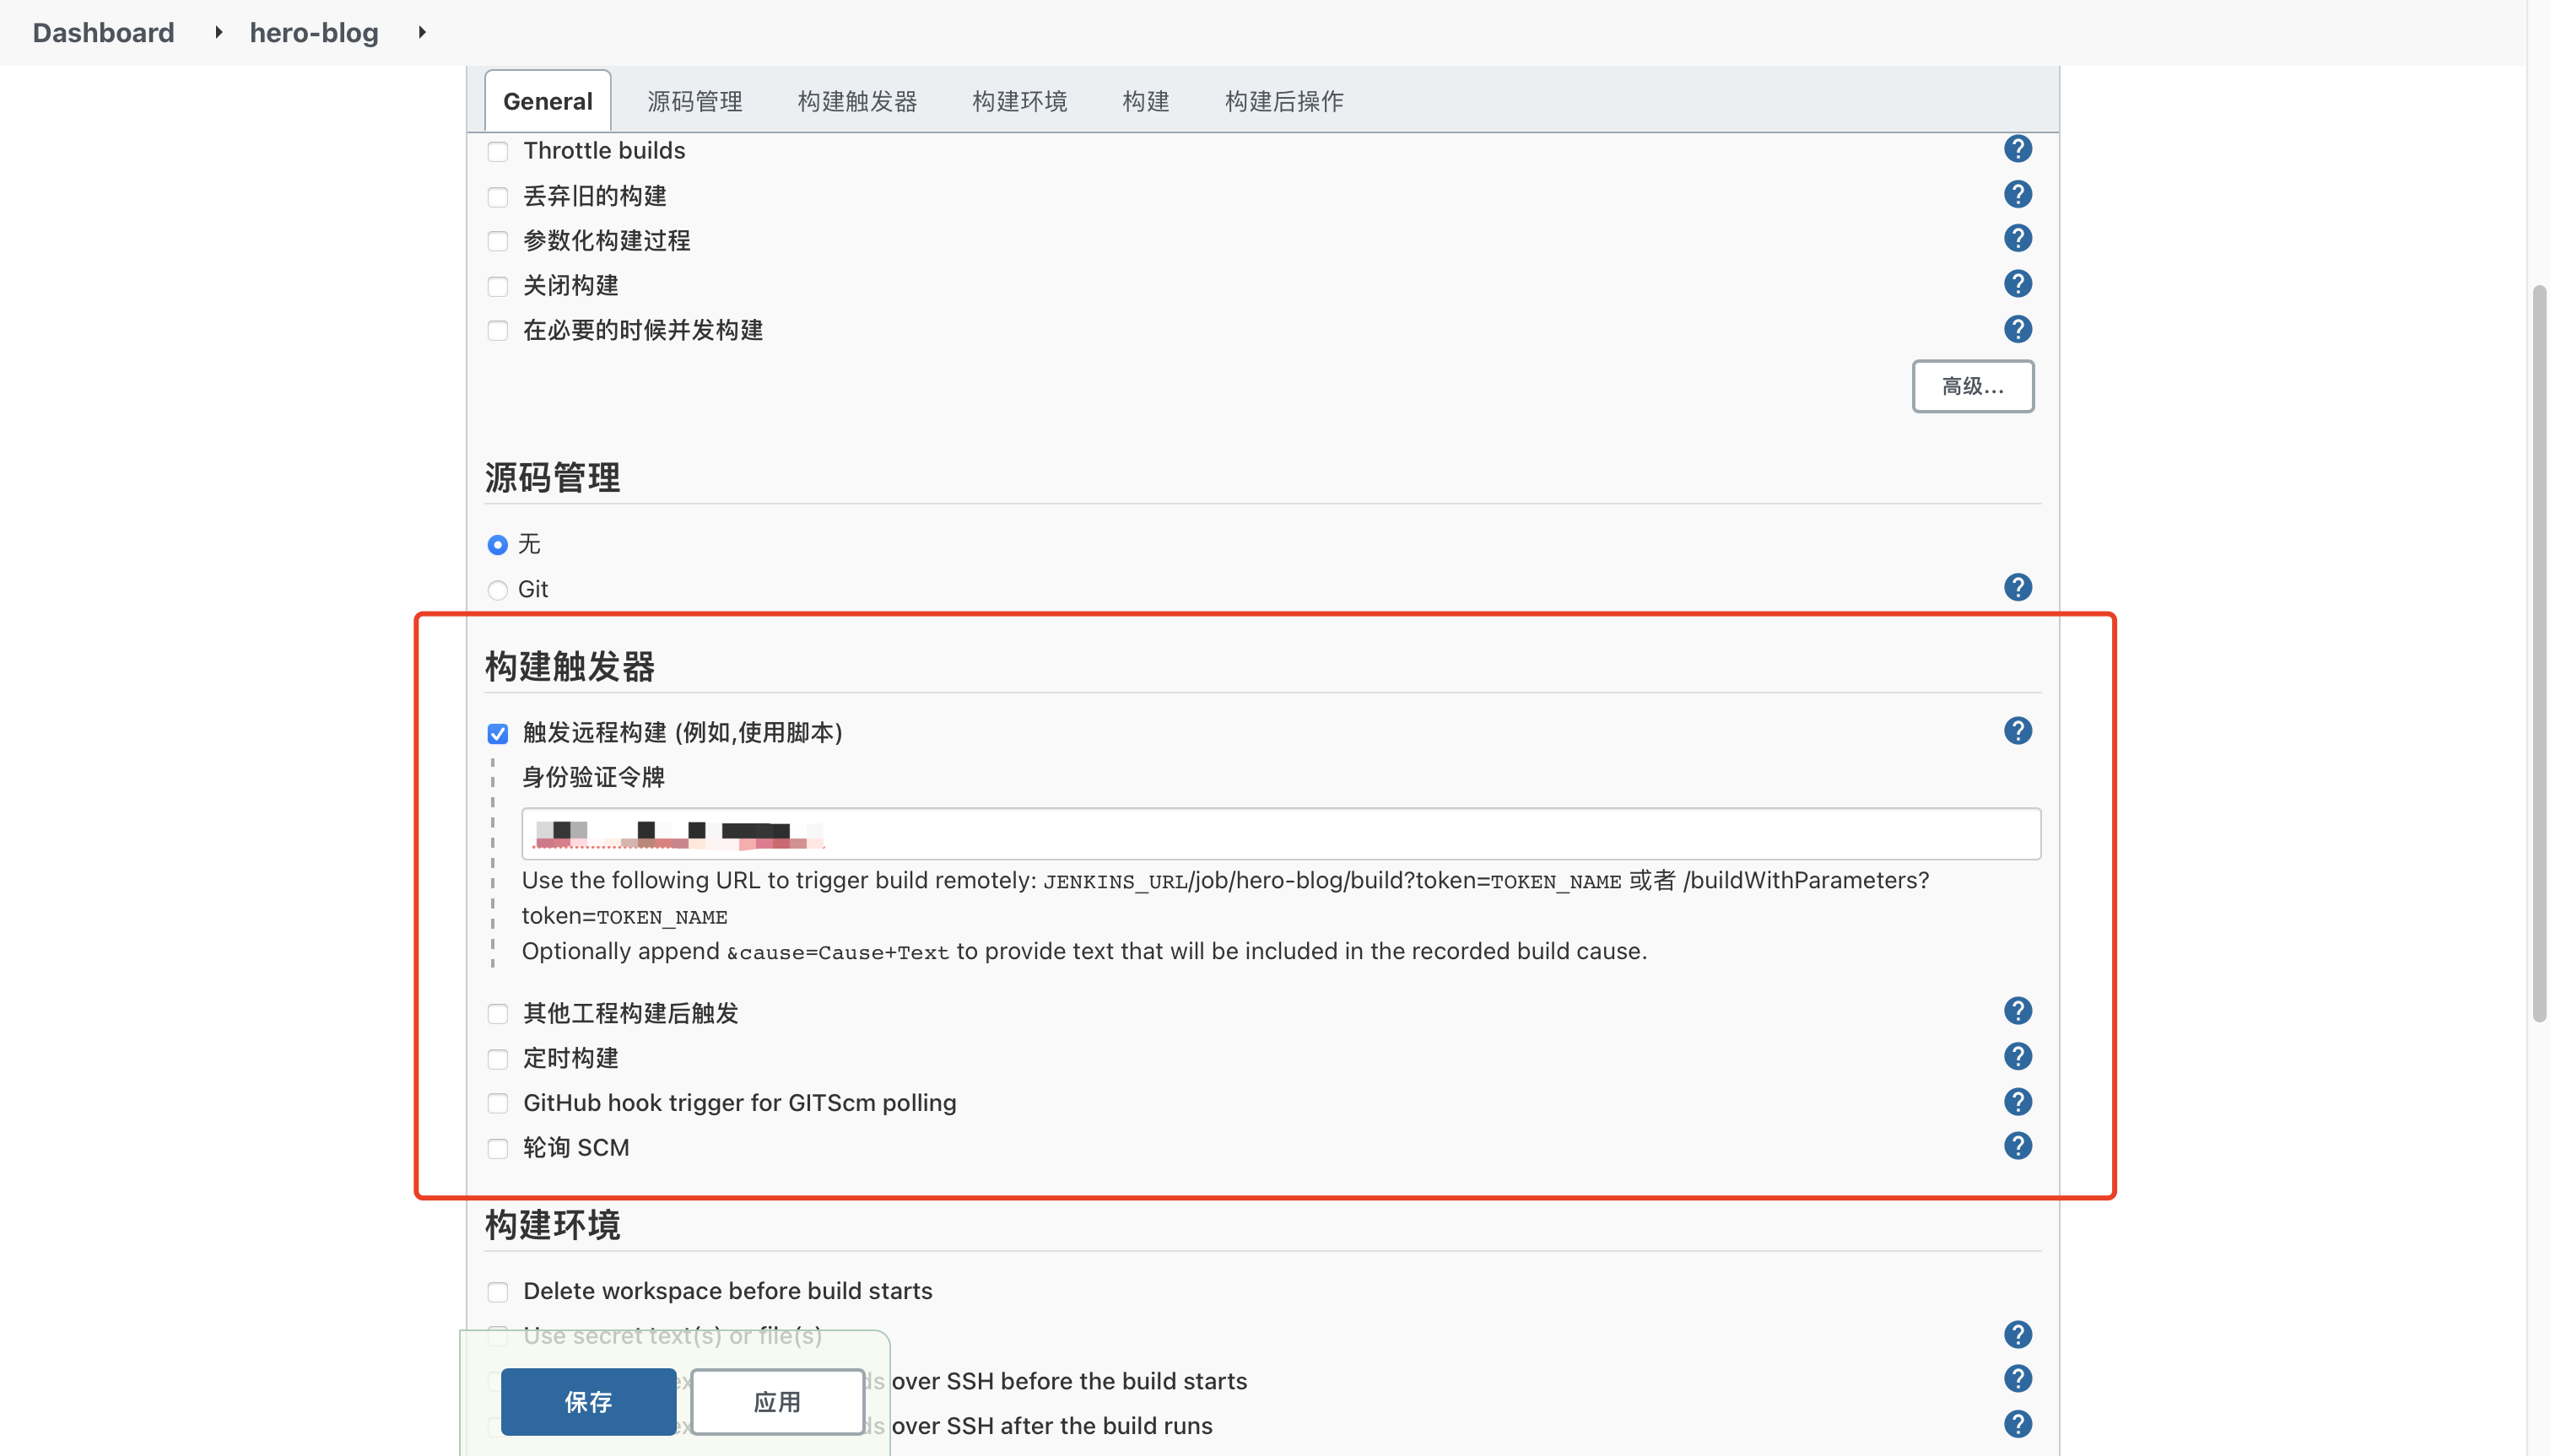 Dashboard hero-blog
General 源码管理 构建触发器 构建环境 构建 构建后操作
Throttle builds
丢弃旧的构建
参数化构建过程
关闭构建
在必要的时候并发构建
高级...
源码管理
无
Git
构建触发器
触发远程构建 (例如,使用脚本)
身份验证令牌
Use the following URL to trigger build remotely: JENKINS_URL/job/hero-blog/build?token=TOKEN_NAME 或者 /buildWithParameters?
token=TOKEN_NAME
Optionally append &cause=Cause+Text to provide text that will be included in the recorded build cause.
其他工程构建后触发
定时构建
GitHub hook trigger for GITScm polling
轮询 SCM
构建环境
Delete workspace before build starts
Use secret text(s) or file(s)
over SSH before the build starts
保存 应用
over SSH after the build runs